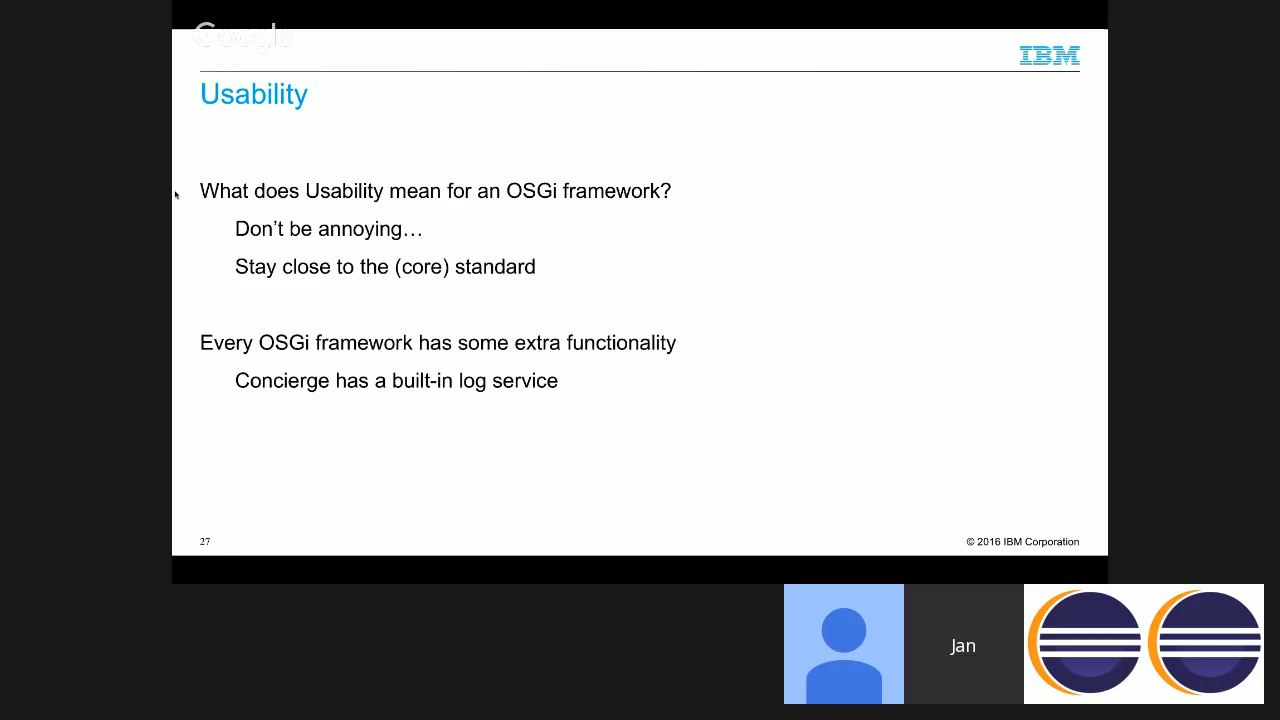 Google
IBM
Usability
What does Usability mean for an OSGi framework?
Don’t be annoying…
Stay close to the (core) standard
Every OSGi framework has some extra functionality
Concierge has a built-in log service
27
© 2016 IBM Corporation
Jan